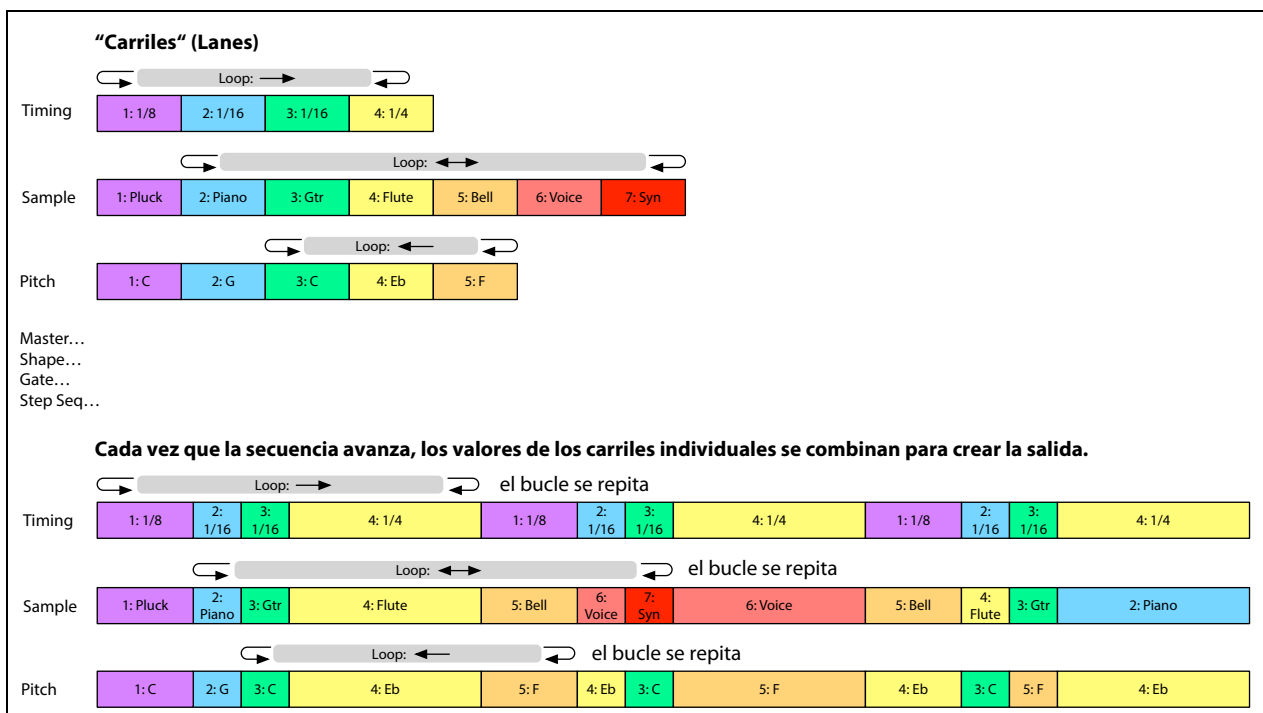 “Carriles“ (Lanes)
Loop:
Timing 1: 1/8 2: 1/16 3: 1/16 4: 1/4
Loop:
Sample 1: Pluck 2: Piano 3: Gtr 4: Flute 5: Bell 6: Voice 7: Syn
Loop:
Pitch 1: C 2: G 3: C 4: Eb 5: F
Master…
Shape…
Gate…
Step Seq…
Cada vez que la secuencia avanza, los valores de los carriles individuales se combinan para crear la salida.
Loop: el bucle se repita
Timing 1: 1/8 2: 1/16 3: 1/16 4: 1/4 1: 1/8 2: 1/16 3: 1/16 4: 1/4 1: 1/8 2: 1/16 3: 1/16 4: 1/4
Loop: el bucle se repita
Sample 1: Pluck 2: Piano 3: Gtr 4: Flute 5: Bell 6: Voice 7: Syn 6: Voice 5: Bell 4: Flute 3: Gtr 2: Piano
Loop: el bucle se repita
Pitch 1: C 2: G 3: C 4: Eb 5: F 4: Eb 3: C 5: F 4: Eb 3: C 5: F 4: Eb